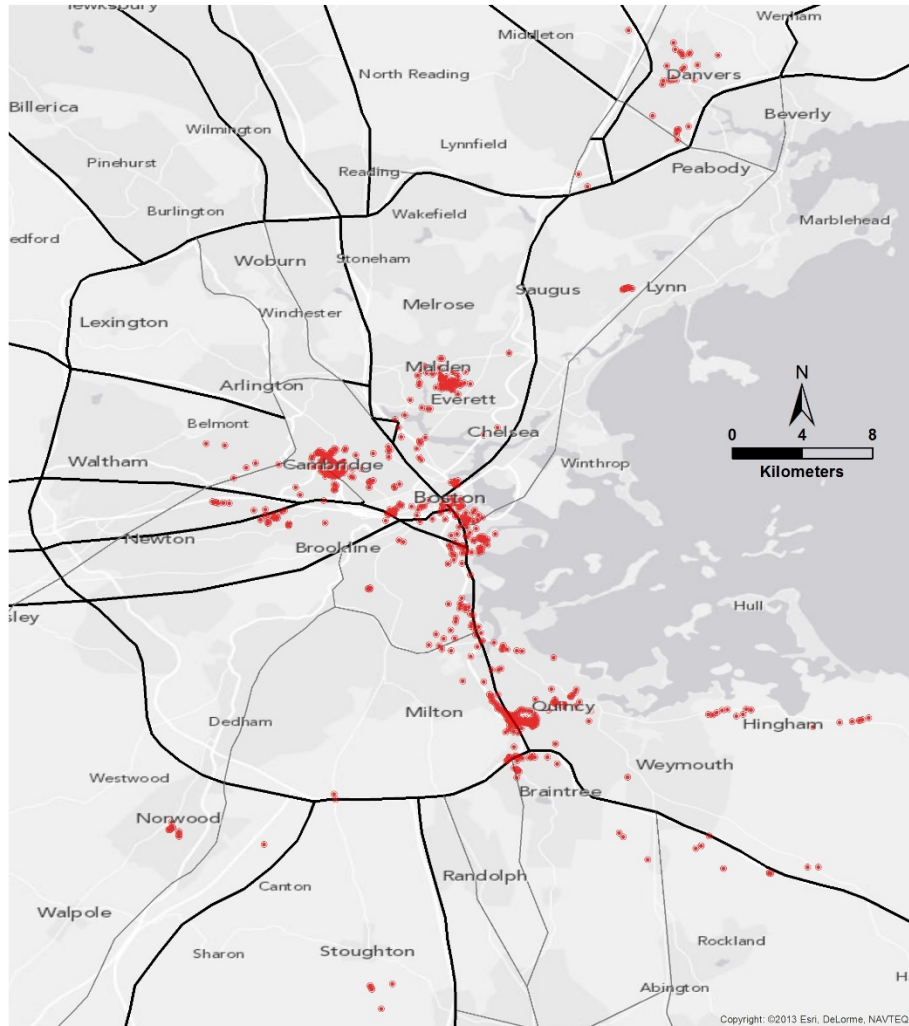 Tewksbury
Wenham
Middleton
North Reading
Danvers
Billerica
Beverly
Wilmington
Lynnfield
Pinehurst
Reading
Peabody
Burlington
Wakefield
Marblehead
edford
Woburn
Stoneham
Saugus
Lynn
Melrose
Lexington
Winchester
Malden
N
Arlington
Everett
Belmont
Chelsea
0 4 8
Kilometers
Waltham
Cambridge
Winthrop
Boston
Newton
Brookline
Hull
sley
Milton
Quincy
Dedham
Hingham
Westwood
Weymouth
Braintree
Norwood
Randolph
Canton
Walpole
Sharon
Stoughton
Rockland
Abington
Copyright: ©2013 Esri, DeLorme, NAVTEQ